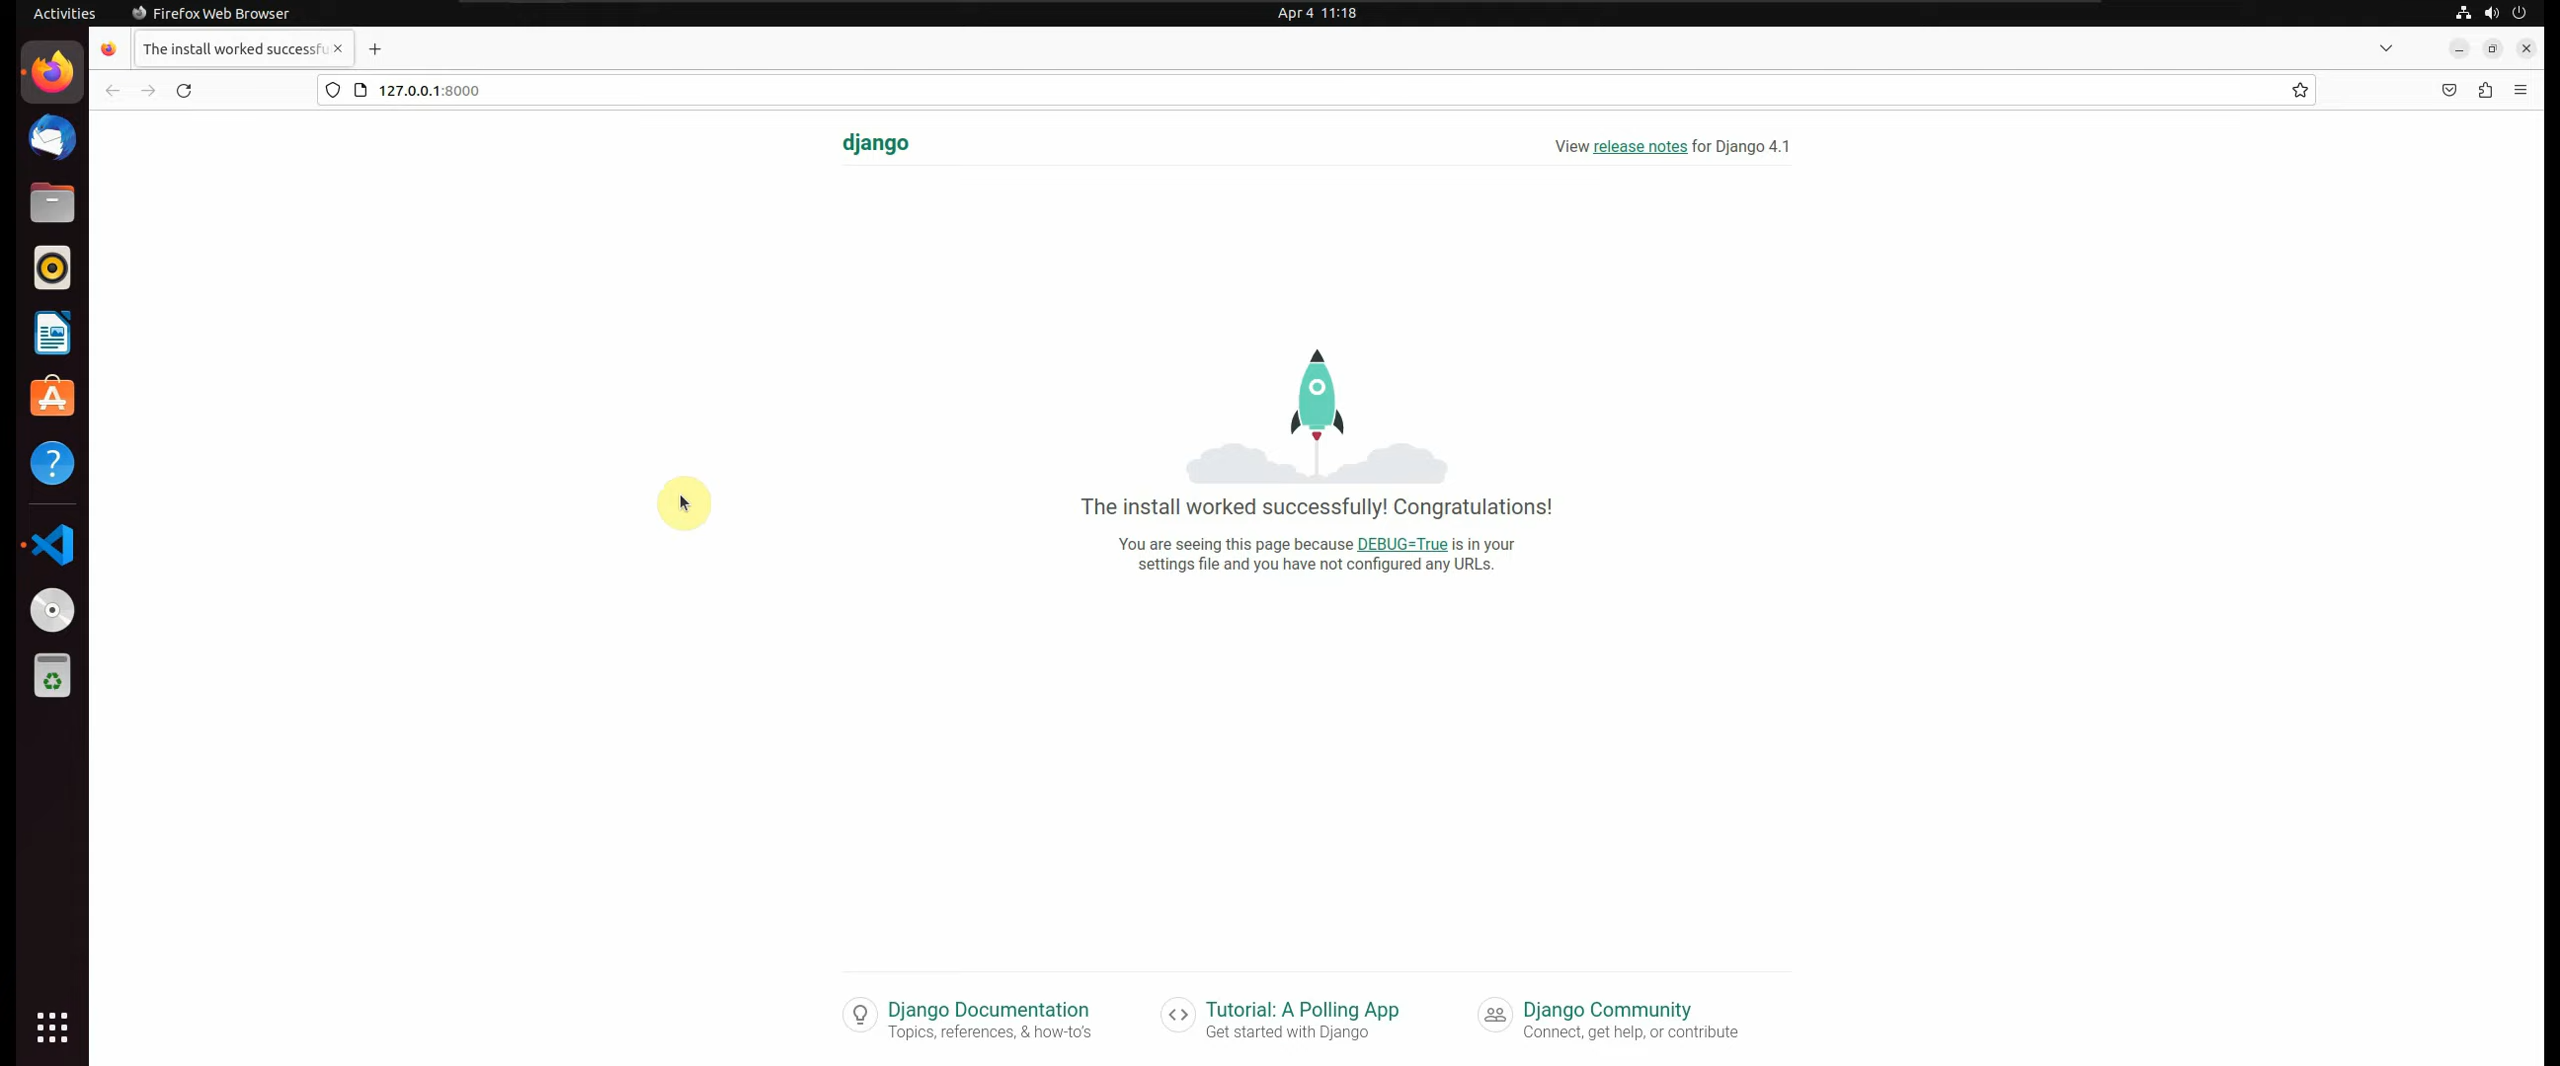 Activities
Firefox Web Browser
Apr 4 11:18
The install worked successfu
127.0.0.1:8000
django
View release notes for Django 4.1
The install worked successfully! Congratulations!
You are seeing this page because DEBUG=True is in your
settings file and you have not configured any URLs.
Django Documentation
Topics, references, & how-to's
Tutorial: A Polling App
Get started with Django
Django Community
Connect, get help, or contribute